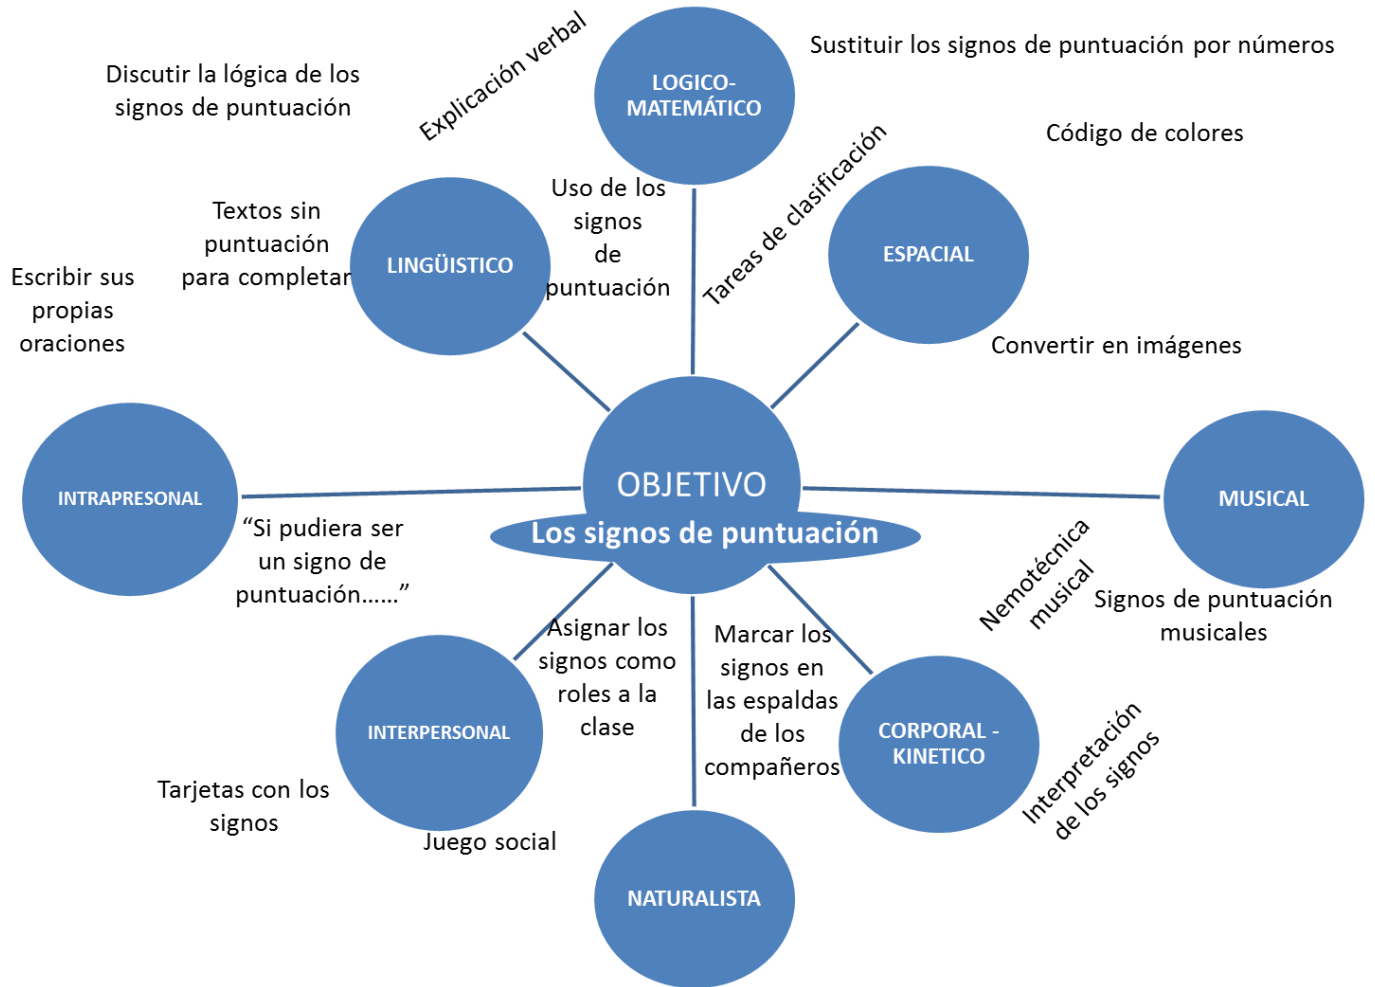 Discutir la lógica de los
signos de puntuación
Explicación verbal
LOGICO-
MATEMÁTICO
Sustituir los signos de puntuación por números
Código de colores
Escribir sus
propias
oraciones
Textos sin
puntuación
para completar
LINGÜISTICO
Uso de los
signos
de
puntuación
Tareas de clasificación
ESPACIAL
Convertir en imágenes
INTRAPRESONAL
“Si pudiera ser
un signo de
puntuación......”
OBJETIVO
Los signos de puntuación
MUSICAL
Nemotécnica
musical
Signos de puntuación
musicales
INTERPERSONAL
Asignar los
signos como
roles a la
clase
Marcar los
signos en
las espaldas
de los
compañeros
CORPORAL -
KINETICO
Interpretación
de los signos
Tarjetas con los
signos
Juego social
NATURALISTA